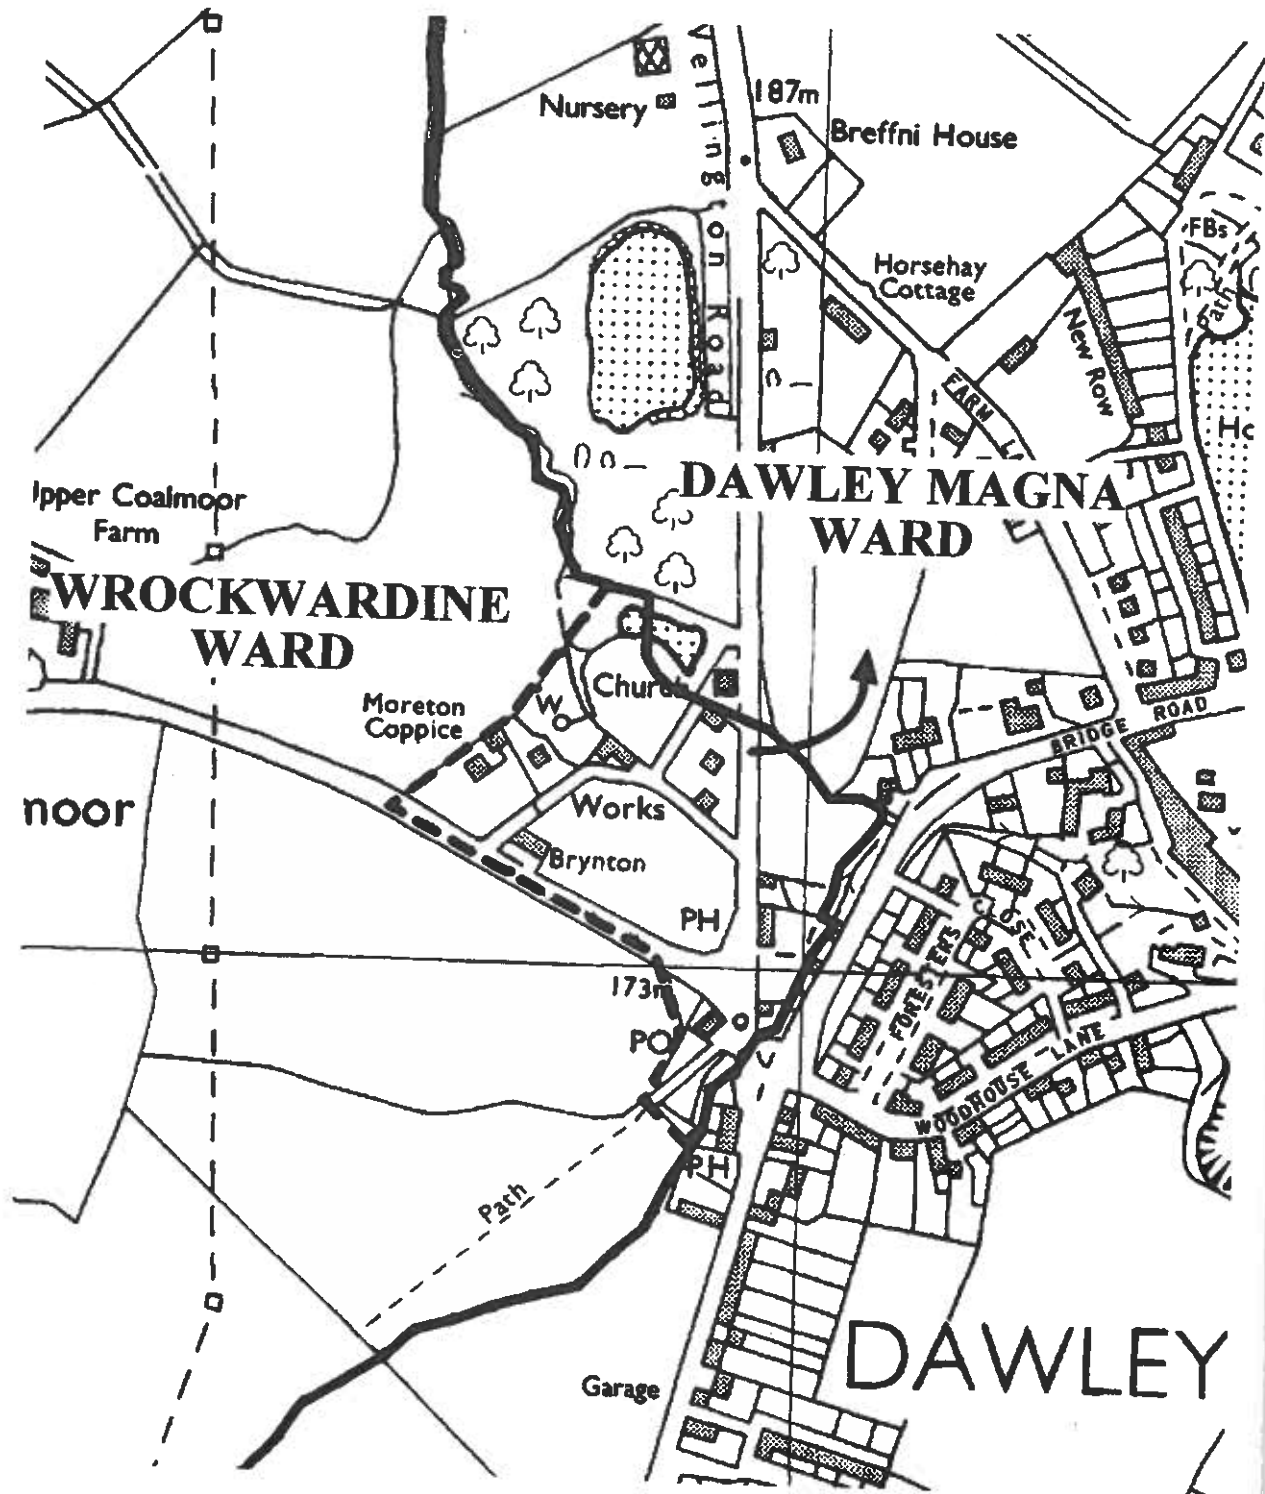 Nursery
187m
Breffni House
Wellington Road
FBs
Path
Horsehay
Cottage
New Row
FARM
Upper Coalmoor
Farm
DAWLEY MAGNA
WARD
WROCKWARDINE
WARD
Church
Moreton
Coppice
W
BRIDGE ROAD
moor
Works
Brynton
PH
FORESTERS CLOSE
173m
PO
WOODHOUSE LANE
PH
Path
DAWLEY
Garage